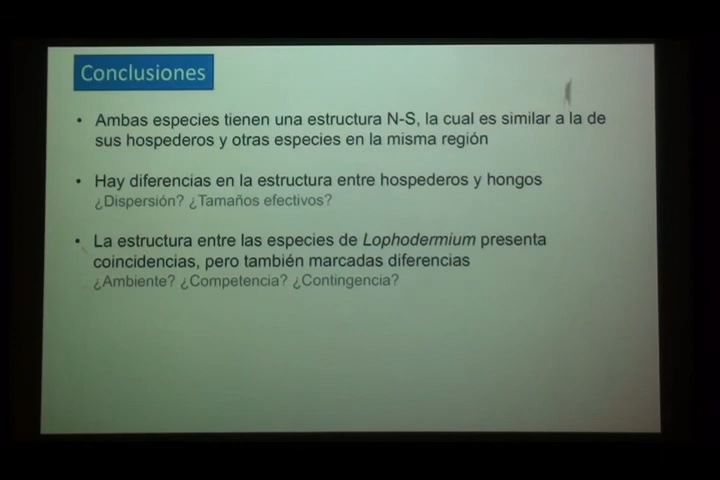 Conclusiones
• Ambas especies tienen una estructura N-S, la cual es similar a la de
sus hospederos y otras especies en la misma región
• Hay diferencias en la estructura entre hospederos y hongos
¿Dispersión? ¿Tamaños efectivos?
• La estructura entre las especies de Lophodermium presenta
coincidencias, pero también marcadas diferencias
¿Ambiente? ¿Competencia? ¿Contingencia?